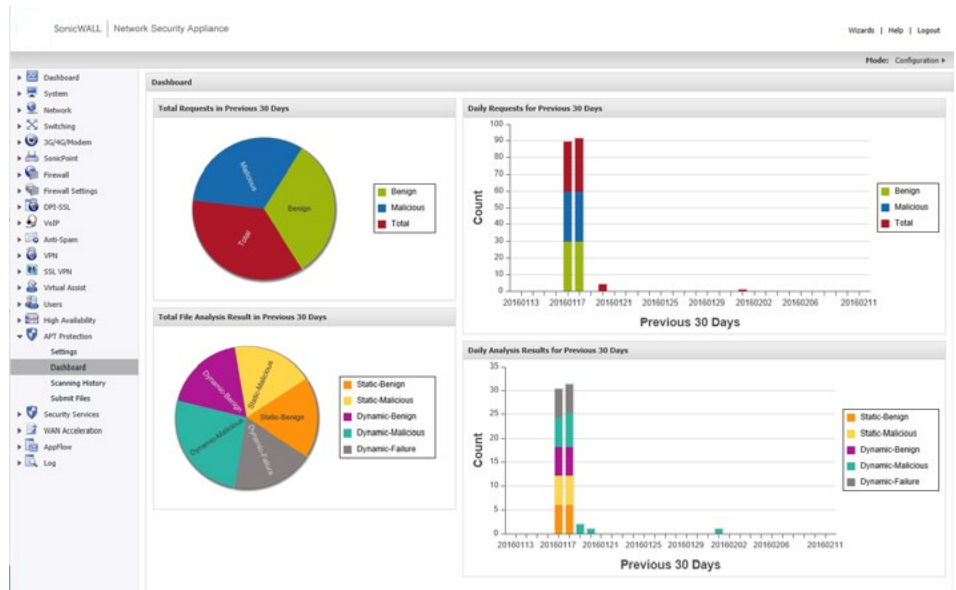 SonicWALL | Network Security Appliance
Wizards | Help | Logout
Mode: Configuration
Dashboard
System
Network
Switching
3G/4G/Modem
SonicPoint
Firewall
Firewall Settings
DPI-SSL
VoIP
Anti-Spam
VPN
SSL VPN
Virtual Assist
Users
High Availability
APT Protection
Settings
Dashboard
Scanning History
Submit Files
Security Services
WAN Acceleration
AppFlow
Log
Dashboard
Total Requests in Previous 30 Days
Malicious
Benign
Total
Benign
Malicious
Total
Daily Requests for Previous 30 Days
100
90
80
70
60
50
40
30
20
10
0
Count
20160113 20160117 20160121 20160125 20160129 20160202 20160206 20160211
Previous 30 Days
Benign
Malicious
Total
Total File Analysis Result in Previous 30 Days
Dynamic-Benign
Static-Malicious
Static-Benign
Dynamic-Malicious
Dynamic-Failure
Static-Benign
Static-Malicious
Dynamic-Benign
Dynamic-Malicious
Dynamic-Failure
Daily Analysis Results for Previous 30 Days
35
30
25
20
15
10
5
0
Count
20160113 20160117 20160121 20160125 20160129 20160202 20160206 20160211
Previous 30 Days
Static-Benign
Static-Malicious
Dynamic-Benign
Dynamic-Malicious
Dynamic-Failure